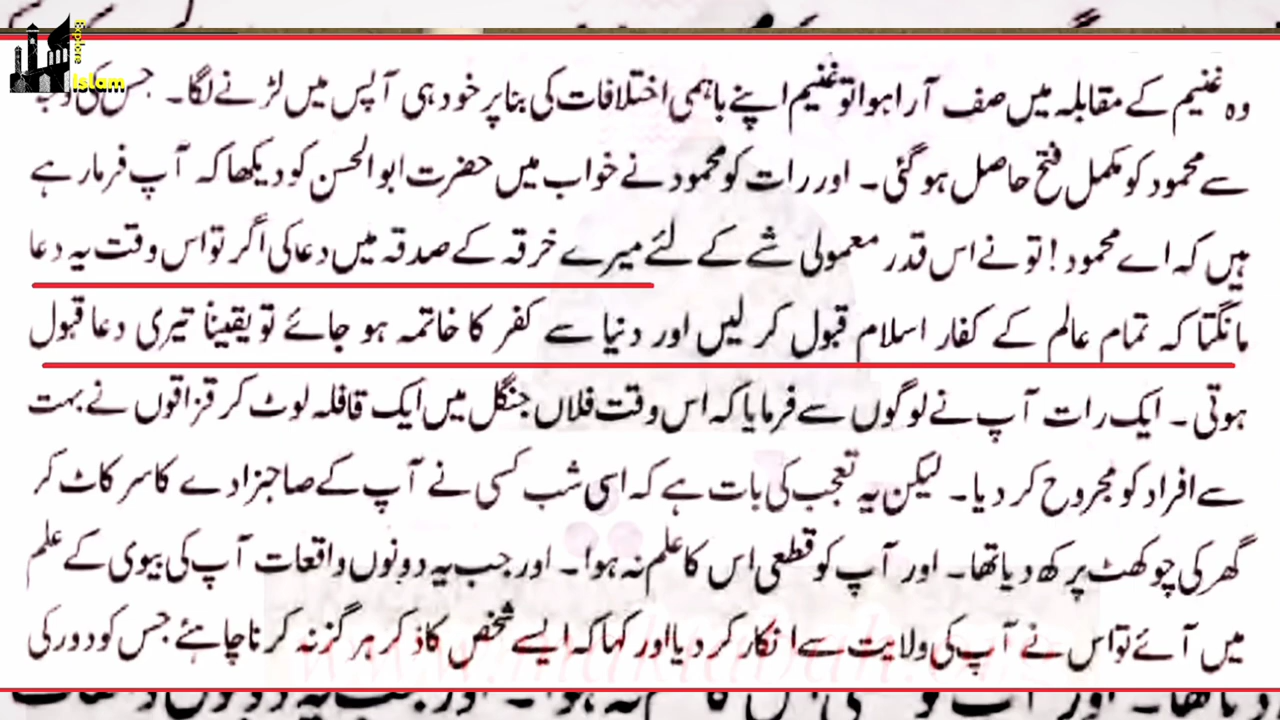 Explore
Islam
وہ غنیم کے مقابلہ میں صف آرا ہوا تو غنیم اپنے باہمی اختلافات کی بنا پر خود ہی آپس میں لڑنے لگا۔ جس کی وجہ
سے محمود کو مکمل فتح حاصل ہو گئی۔ اور رات کو محمود نے خواب میں حضرت ابوالحسن کو دیکھا کہ آپ فرما رہے
ہیں کہ اے محمود! تو نے اس قدر معمولی شے کے لئے میرے خرقہ کے صدقہ میں دعا کی اگر تو اس وقت یہ دعا
مانگتا کہ تمام عالم کے کفار اسلام قبول کر لیں اور دنیا سے کفر کا خاتمہ ہو جائے تو یقیناً تیری دعا قبول
ہوتی۔ ایک رات آپ نے لوگوں سے فرمایا کہ اس وقت فلاں جنگل میں ایک قافلہ لوٹ کر قزاقوں نے بہت
سے افراد کو مجروح کر دیا۔ لیکن یہ تعجب کی بات ہے کہ اسی شب کسی نے آپ کے صاحبزادے کا سر کاٹ کر
گھر کی چوکھٹ پر رکھ دیا تھا۔ اور آپ کو قطعی اس کا علم نہ ہوا۔ اور جب یہ دونوں واقعات آپ کی بیوی کے علم
میں آئے تو اس نے آپ کی ولایت سے انکار کر دیا اور کہا کہ ایسے شخص کا ذکر ہرگز نہ کرنا چاہئے جس کو دور کی